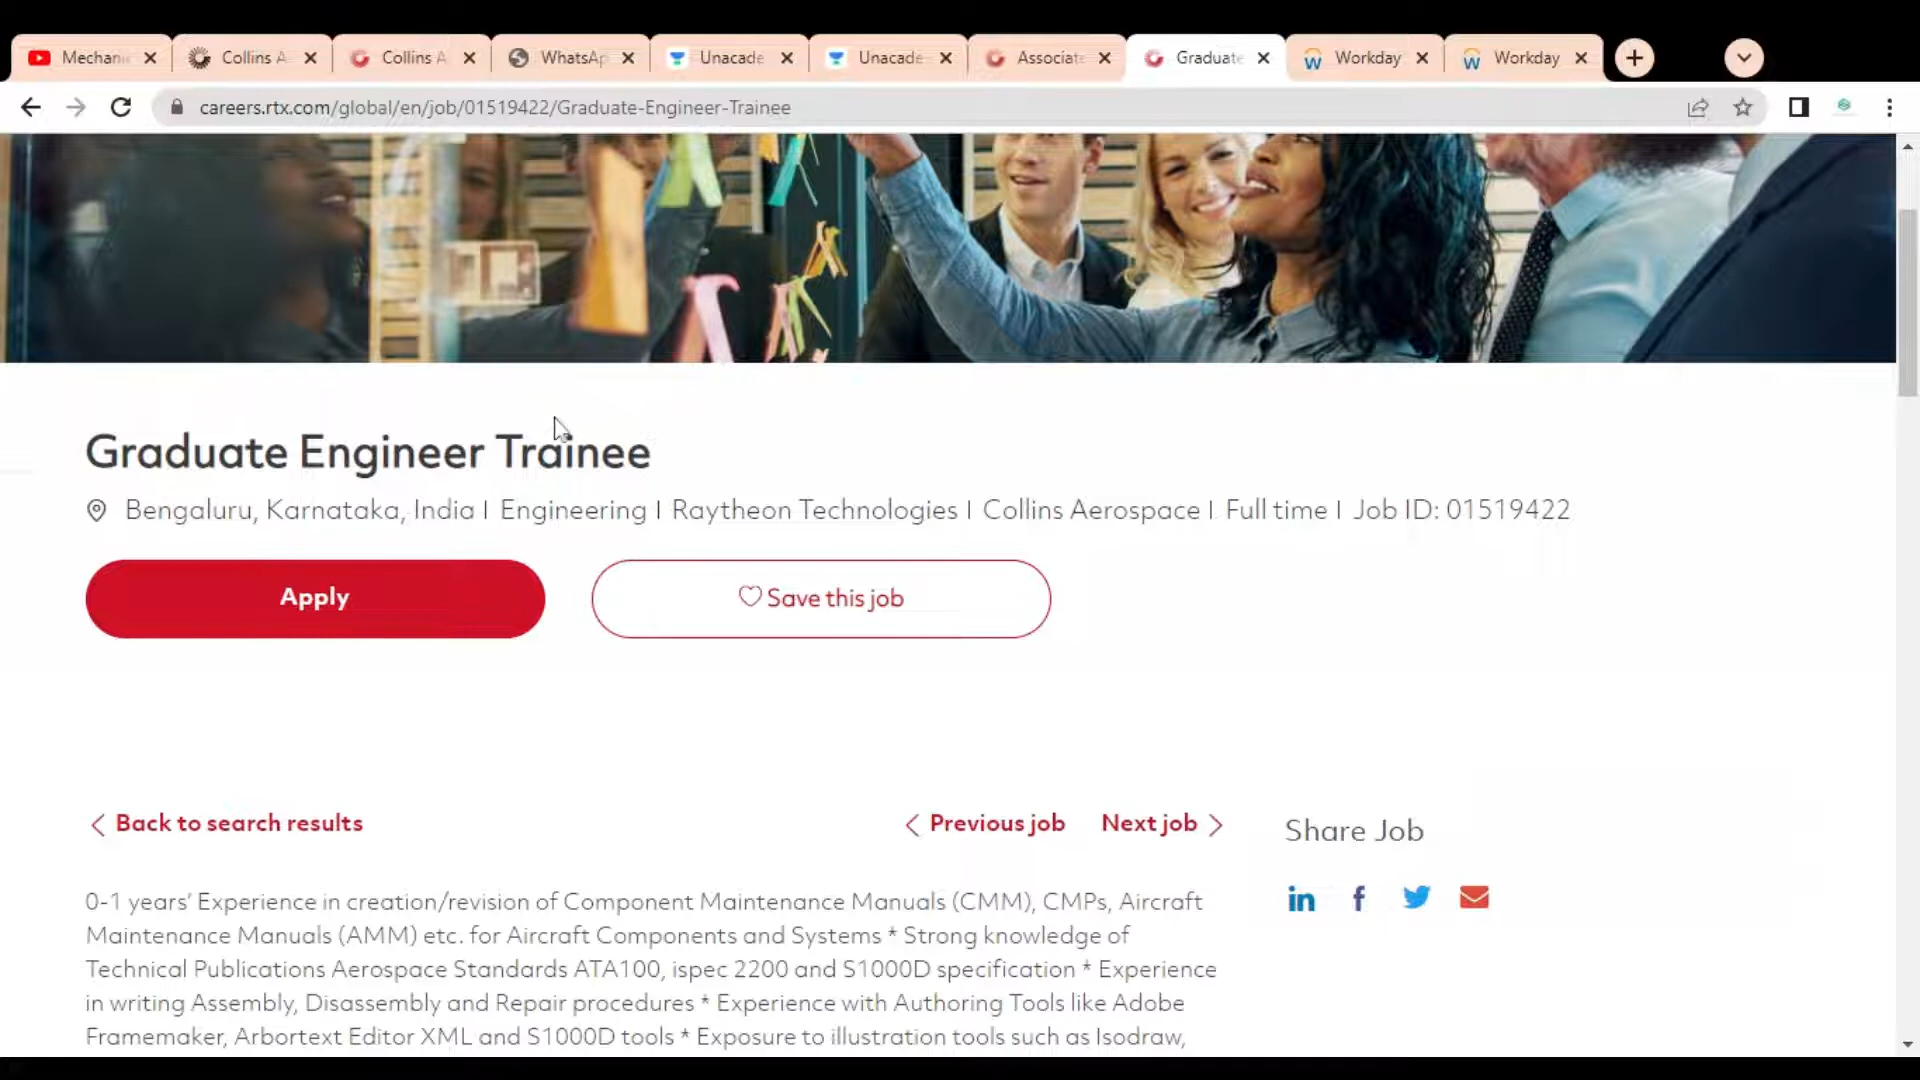 Mechani
Collins A
Collins A
WhatsAp
Unacade
Unacade
Associate
Graduate
Workday
Workday
careers.rtx.com/global/en/job/01519422/Graduate-Engineer-Trainee
Graduate Engineer Trainee
Bengaluru, Karnataka, India | Engineering | Raytheon Technologies | Collins Aerospace | Full time | Job ID: 01519422
Apply
Save this job
Back to search results
Previous job
Next job
Share Job
0-1 years’ Experience in creation/revision of Component Maintenance Manuals (CMM), CMPs, Aircraft
Maintenance Manuals (AMM) etc. for Aircraft Components and Systems * Strong knowledge of
Technical Publications Aerospace Standards ATA100, ispec 2200 and S1000D specification * Experience
in writing Assembly, Disassembly and Repair procedures * Experience with Authoring Tools like Adobe
Framemaker, Arbortext Editor XML and S1000D tools * Exposure to illustration tools such as Isodraw,